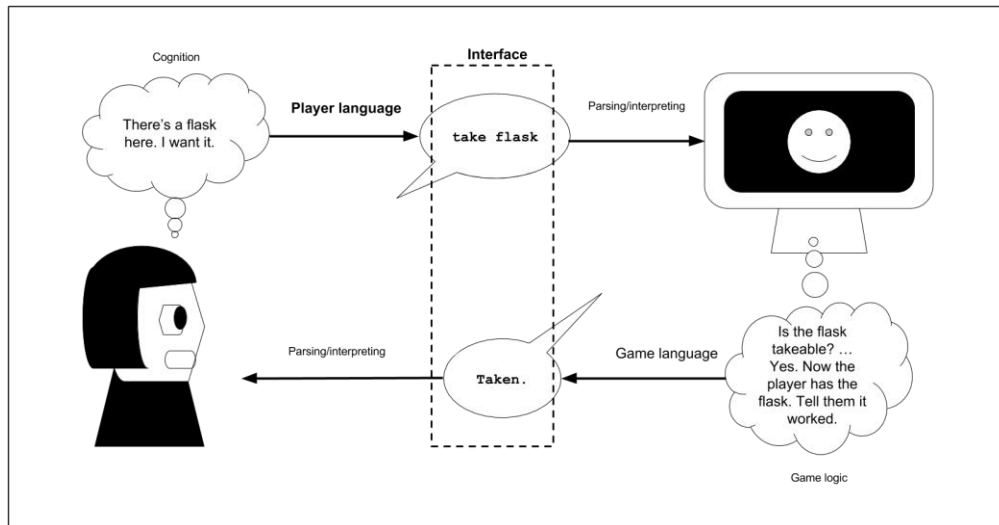 Cognition
There's a flask
here. I want it.
Player language
Interface
take flask
Parsing/interpreting
Parsing/interpreting
Taken.
Game language
Is the flask
takeable? ...
Yes. Now the
player has the
flask. Tell them it
worked.
Game logic